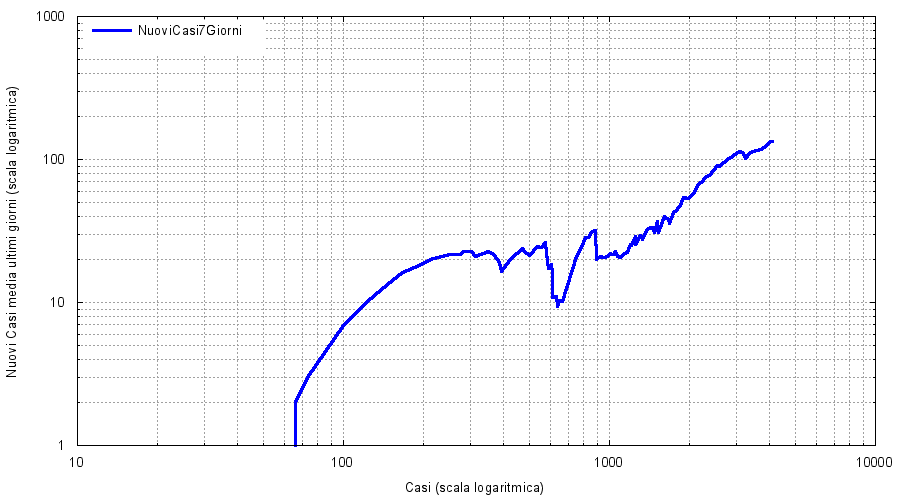 1000
NuoviCasi7Giorni
100
10
1
10
100
1000
10000
Nuovi Casi media ultimi giorni (scala logaritmica)
Casi (scala logaritmica)